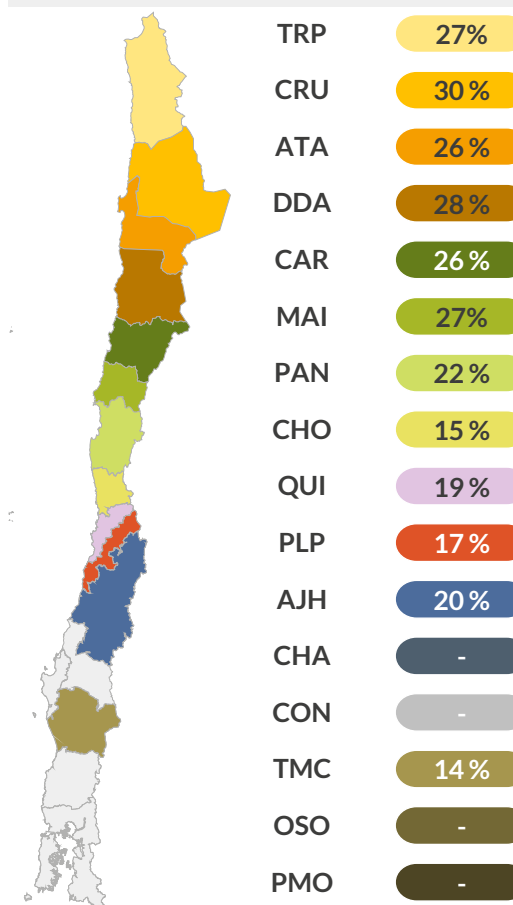 TRP 27%
CRU 30 %
ATA 26 %
DDA 28 %
CAR 26 %
MAI 27%
PAN 22 %
CHO 15 %
QUI 19 %
PLP 17 %
AJH 20 %
CHA -
CON -
TMC 14 %
OSO -
PMO -